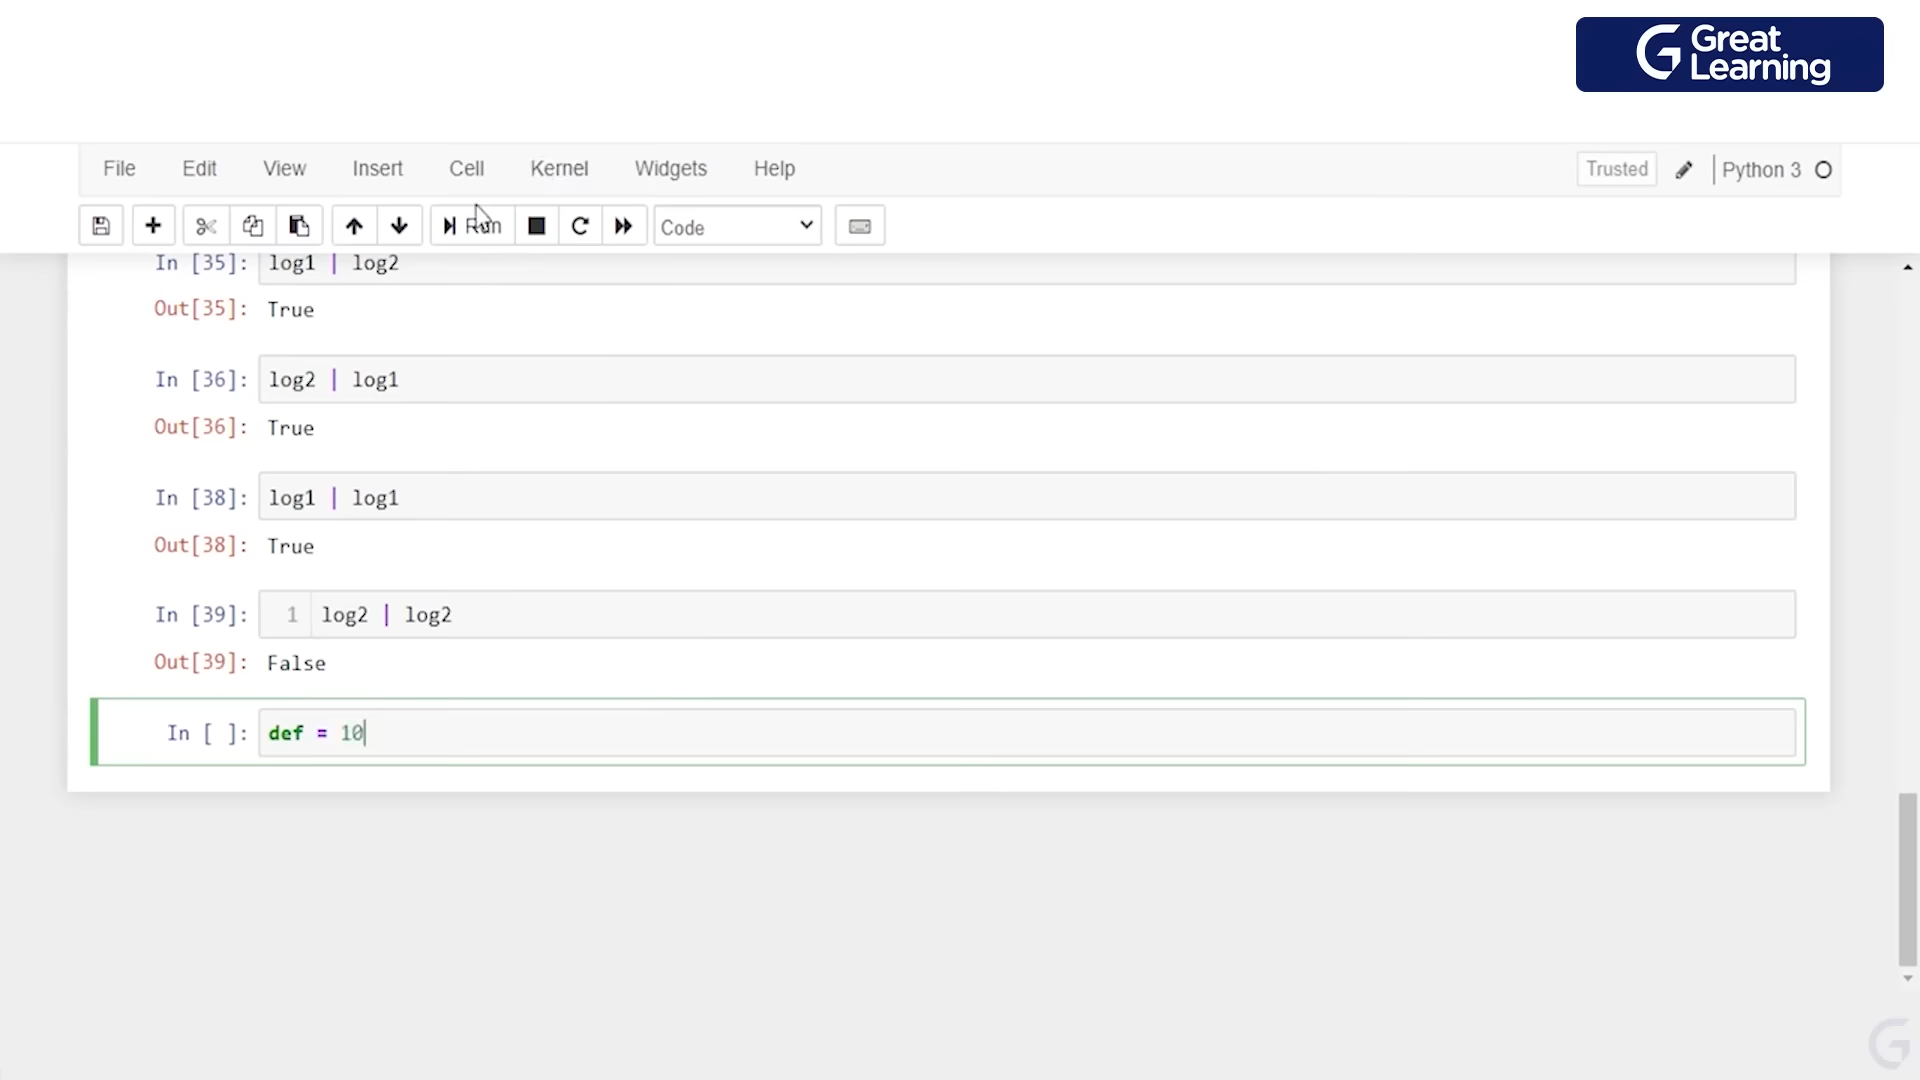 Great
Learning
File Edit View Insert Cell Kernel Widgets Help Trusted Python 3
Run Code
In [35]: log1 | log2
Out[35]: True
In [36]: log2 | log1
Out[36]: True
In [38]: log1 | log1
Out[38]: True
In [39]: 1 log2 | log2
Out[39]: False
In [ ]: def = 10